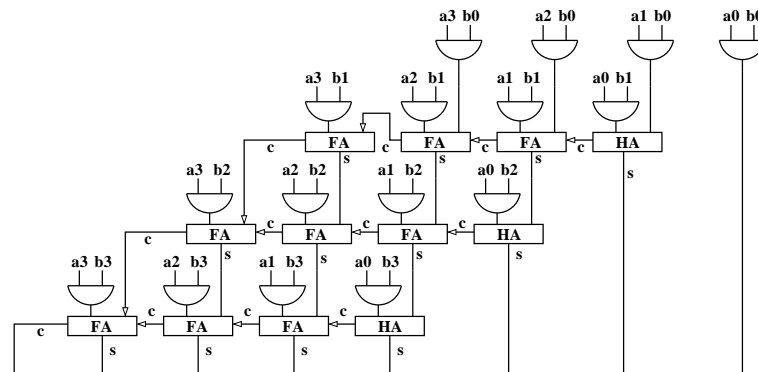 a3 b0 a2 b0 a1 b0 a0 b0
a3 b1 a2 b1 a1 b1 a0 b1
c FA c FA c FA c HA
s s s s
a3 b2 a2 b2 a1 b2 a0 b2
c FA c FA c FA c HA
s s s s
a3 b3 a2 b3 a1 b3 a0 b3
c FA c FA c FA c HA
s s s s